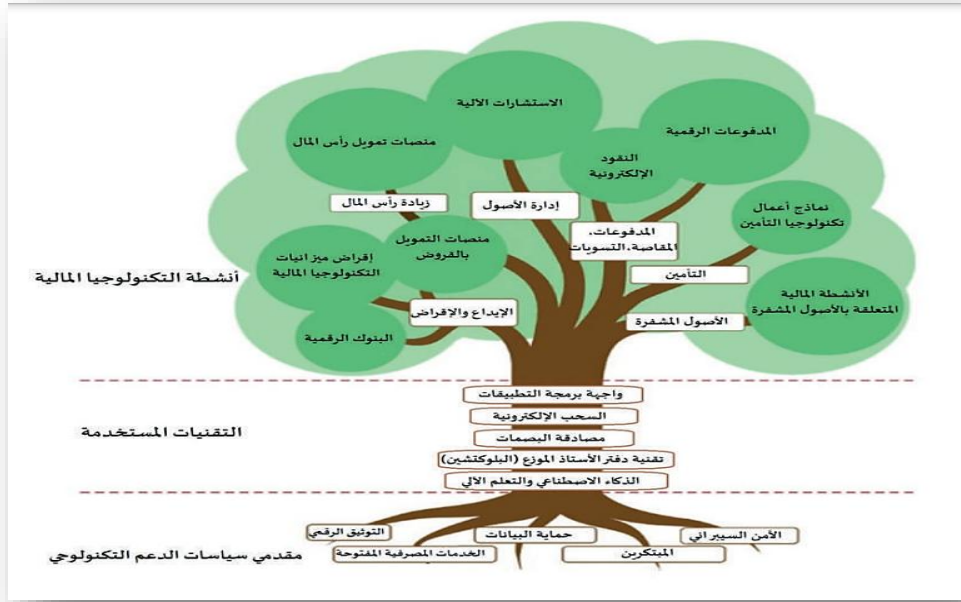 الاستشارات الالية
المدفوعات الرقمية
منصات تمويل رأس المال
النقود
الإلكترونية
زيادة رأس المال
إدارة الأصول
نماذج أعمال
تكنولوجيا التأمين
المدفوعات،
المقاصة،التسويات
منصات التمويل
بالقروض
إقراض ميزانيات
التكنولوجيا المالية
أنشطة التكنولوجيا المالية
التأمين
الأنشطة المالية
المتعلقة بالأصول المشفرة
الإيداع والإقراض
الأصول المشفرة
البنوك الرقمية
واجهة برمجة التطبيقات
السحب الإلكترونية
مصادقة البصمات
التقنيات المستخدمة
تقنية دفتر الأستاذ الموزع (البلوكتشين)
الذكاء الاصطناعي والتعلم الالي
التوثيق الرقمي
حماية البيانات
الأمن السيبراني
الخدمات المصرفية المفتوحة
المبتكرين
مقدمي سياسات الدعم التكنولوجي